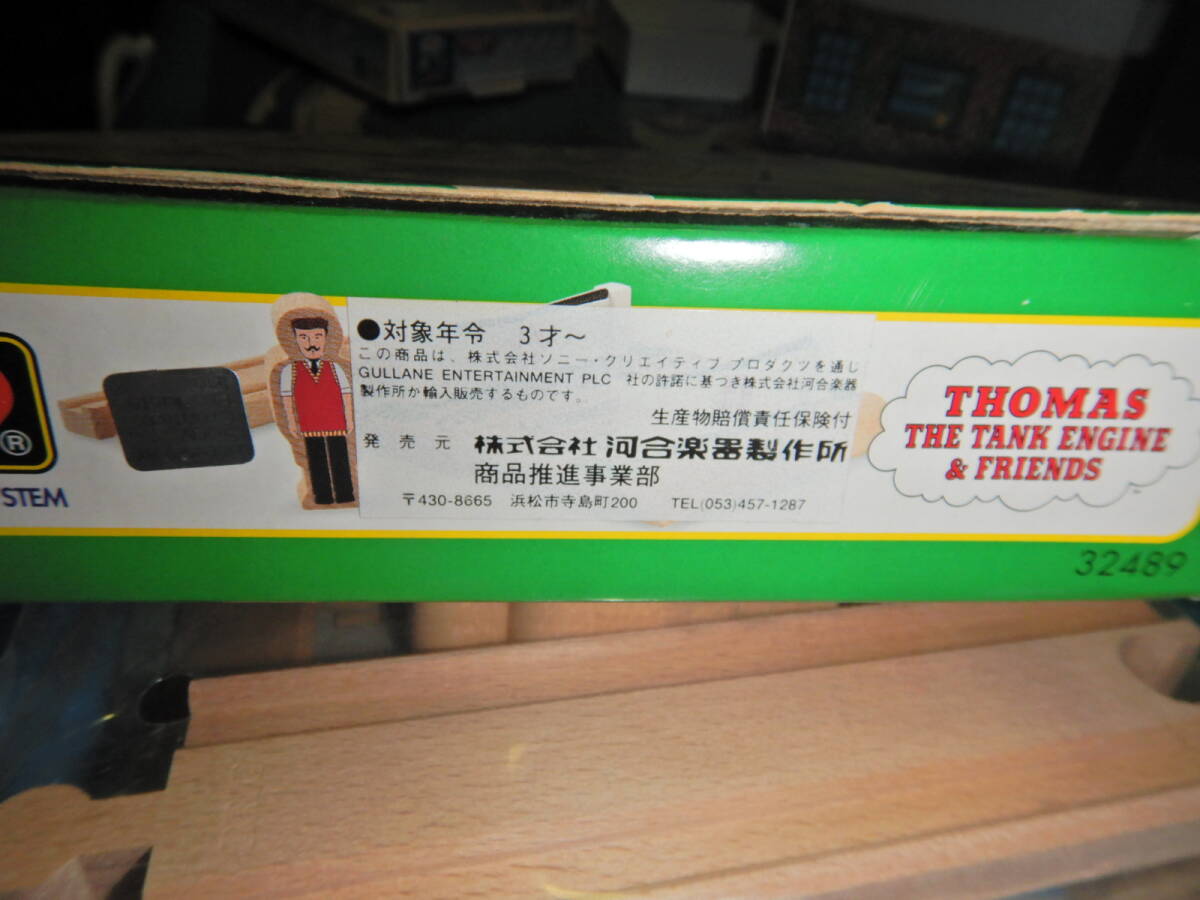 ●対象年令 3才～
この商品は、株式会社ソニー・クリエイティブ プロダクツを通し
GULLANE ENTERTAINMENT PLC 社の許諾に基づき株式会社河合楽器
製作所が輸入販売するものです。
生産物賠償責任保険付
発売元 株式会社 河合楽器製作所
商品推進事業部
〒430-8665 浜松市寺島町200 TEL(053)457-1287
®
STEM
THOMAS
THE TANK ENGINE
& FRIENDS
32489